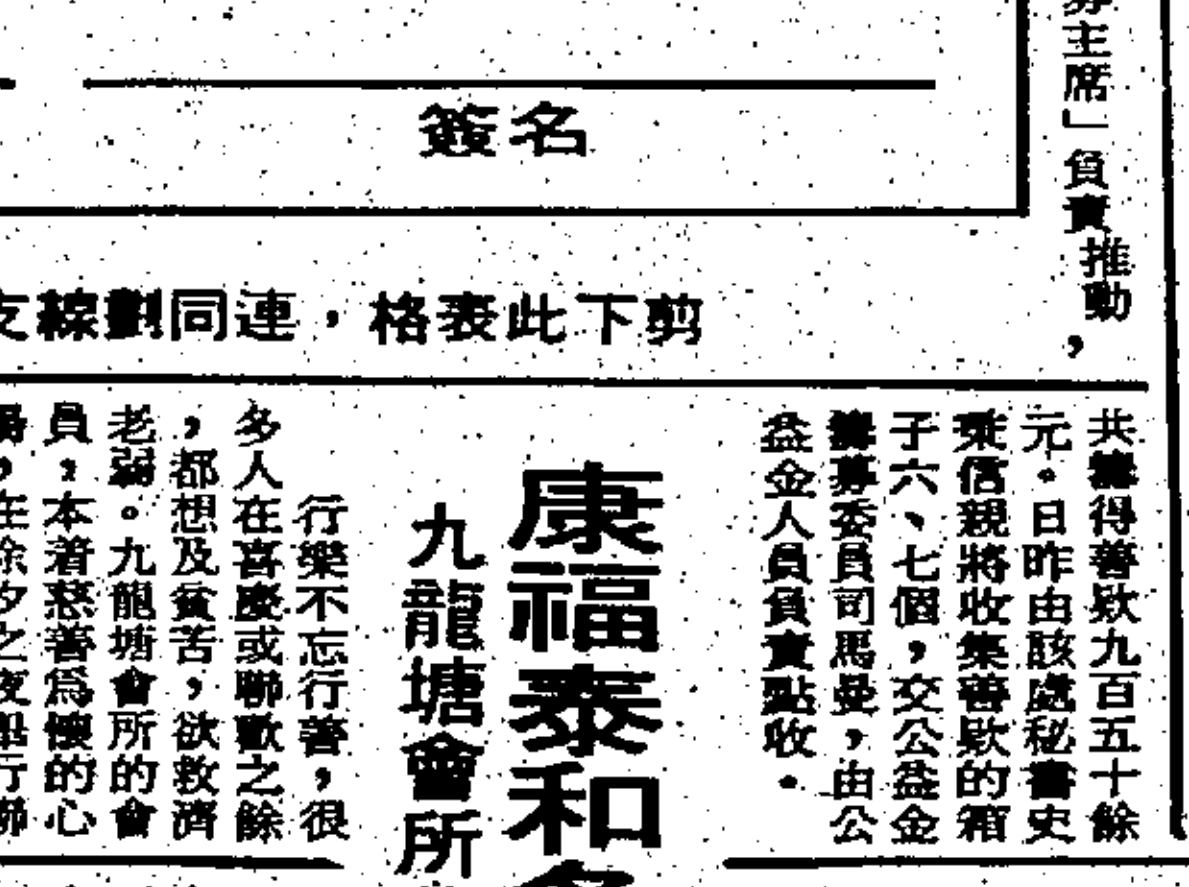 主席」負責推動，
簽名
剪下此表格，連同劃線支
共籌得善欵九百五十餘
元。日昨由該處秘書史
秉信親將收集善欵的箱
子六、七個，交公益金
籌募委員司馬曼，由公
益金人員負責點收。
康福泰和
九龍塘會所
行樂不忘行善，很
多人在喜慶或聯歡之餘
，都想及貧苦，欲救濟
老弱。九龍塘會所的會
員，本着慈善爲懷的心
，在除夕之夜舉行聯